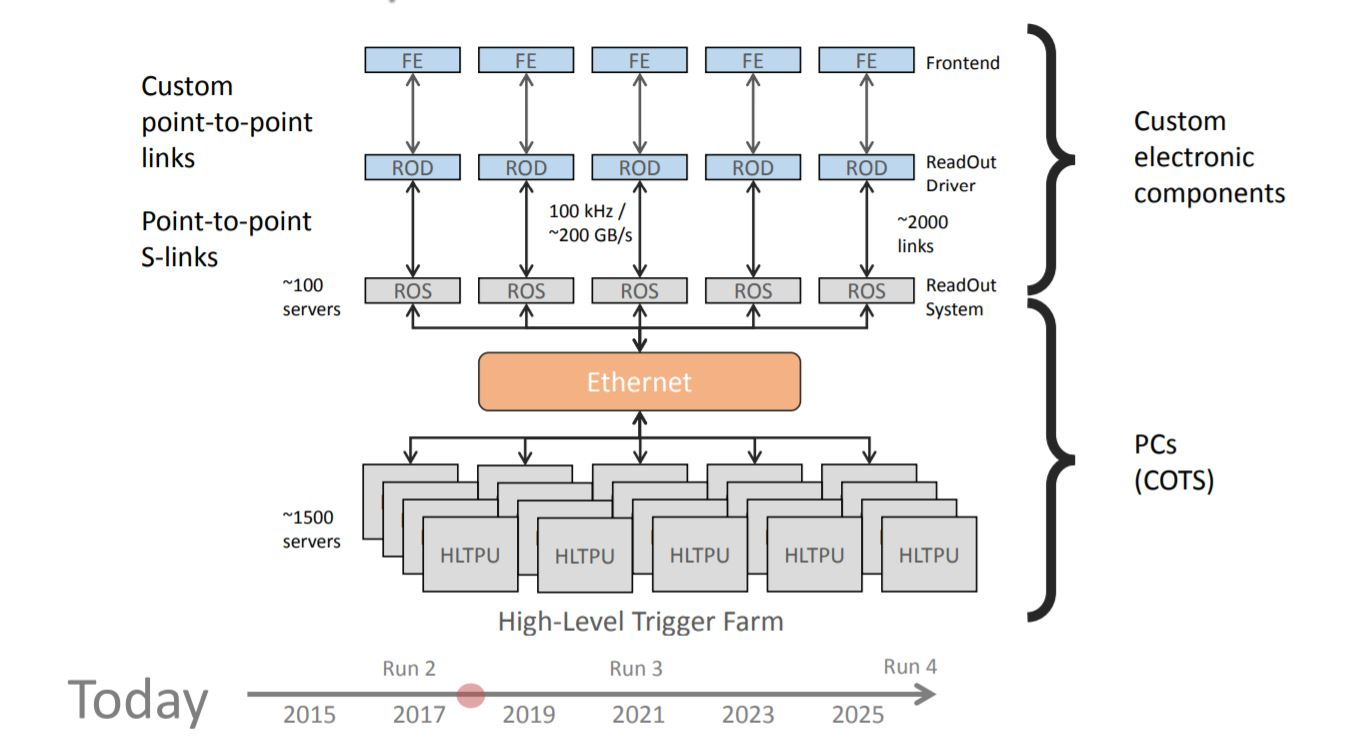 FE FE FE FE FE Frontend
Custom
point-to-point
links
Custom
electronic
components
ROD ROD ROD ROD ROD ReadOut
Driver
Point-to-point
S-links
100 kHz /
~200 GB/s
~2000
links
~100
servers
ROS ROS ROS ROS ROS ReadOut
System
Ethernet
PCs
(COTS)
~1500
servers
HLTPU HLTPU HLTPU HLTPU HLTPU
High-Level Trigger Farm
Run 2 Run 3 Run 4
Today
2015 2017 2019 2021 2023 2025